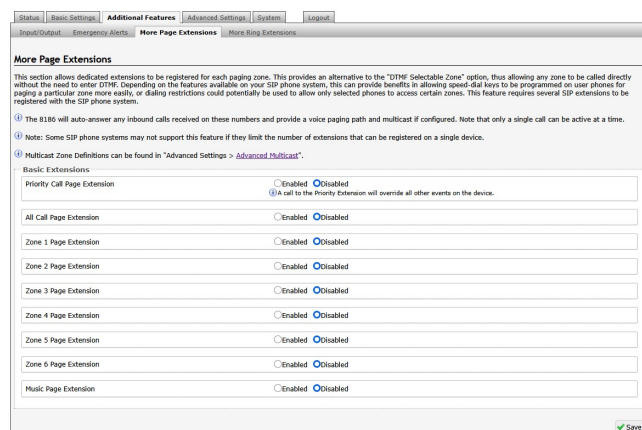 Status Basic Settings Additional Features Advanced Settings System Logout
Input/Output Emergency Alerts More Page Extensions More Ring Extensions
More Page Extensions
This section allows dedicated extensions to be registered for each paging zone. This provides an alternative to the "DTMF Selectable Zone" option, thus allowing any zone to be called directly
without the need to enter DTMF. Depending on the features available on your SIP phone system, this can provide benefits in allowing speed-dial keys to be programmed on user phones for
paging a particular zone more easily, or dialing restrictions could potentially be used to allow only selected phones to access certain zones. This feature requires several SIP extensions to be
registered with the SIP phone system.
The 8186 will auto-answer any inbound calls received on these numbers and provide a voice paging path and multicast if configured. Note that only a single call can be active at a time.
Note: Some SIP phone systems may not support this feature if they limit the number of extensions that can be registered on a single device.
Multicast Zone Definitions can be found in "Advanced Settings > Advanced Multicast".
Basic Extensions
Priority Call Page Extension Enabled Disabled
A call to the Priority Extension will override all other events on the device.
All Call Page Extension Enabled Disabled
Zone 1 Page Extension Enabled Disabled
Zone 2 Page Extension Enabled Disabled
Zone 3 Page Extension Enabled Disabled
Zone 4 Page Extension Enabled Disabled
Zone 5 Page Extension Enabled Disabled
Zone 6 Page Extension Enabled Disabled
Music Page Extension Enabled Disabled
Save